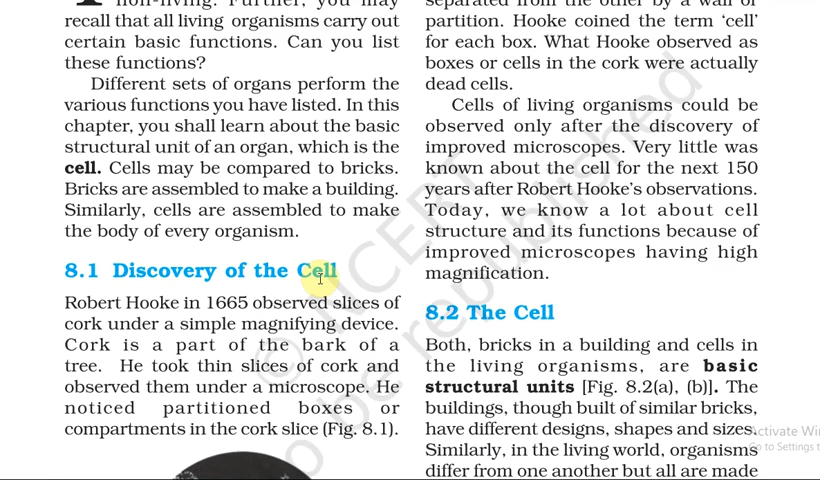 non-living. Further, you may
recall that all living organisms carry out
certain basic functions. Can you list
these functions?
Different sets of organs perform the
various functions you have listed. In this
chapter, you shall learn about the basic
structural unit of an organ, which is the
cell. Cells may be compared to bricks.
Bricks are assembled to make a building.
Similarly, cells are assembled to make
the body of every organism.
8.1 Discovery of the Cell
Robert Hooke in 1665 observed slices of
cork under a simple magnifying device.
Cork is a part of the bark of a
tree. He took thin slices of cork and
observed them under a microscope. He
noticed partitioned boxes or
compartments in the cork slice (Fig. 8.1).
separated from the other by a wall or
partition. Hooke coined the term ‘cell’
for each box. What Hooke observed as
boxes or cells in the cork were actually
dead cells.
Cells of living organisms could be
observed only after the discovery of
improved microscopes. Very little was
known about the cell for the next 150
years after Robert Hooke's observations.
Today, we know a lot about cell
structure and its functions because of
improved microscopes having high
magnification.
8.2 The Cell
Both, bricks in a building and cells in
the living organisms, are basic
structural units [Fig. 8.2(a), (b)]. The
buildings, though built of similar bricks,
have different designs, shapes and sizes.
Similarly, in the living world, organisms
differ from one another but all are made
© NCERT
to be republished
Activate Wi
Go to Settings t